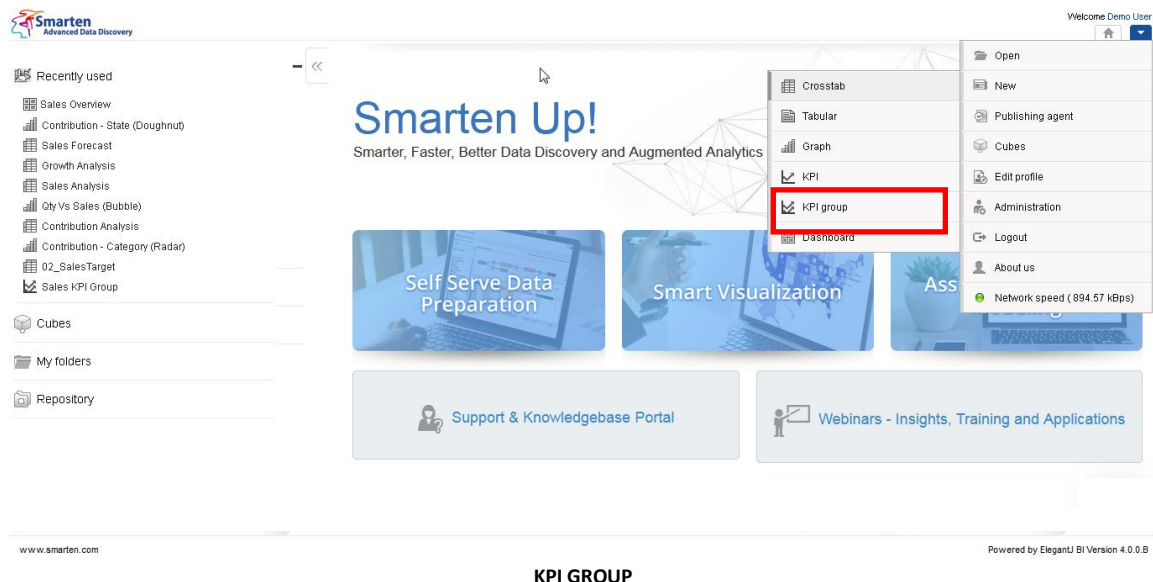 Smarten
Advanced Data Discovery
Welcome Demo User
Recently used
Sales Overview
Contribution - State (Doughnut)
Sales Forecast
Growth Analysis
Sales Analysis
Qty Vs Sales (Bubble)
Contribution Analysis
Contribution - Category (Radar)
02_SalesTarget
Sales KPI Group
Cubes
My folders
Repository
Smarten Up!
Smarter, Faster, Better Data Discovery and Augmented Analytics
Crosstab
Tabular
Graph
KPI
KPI group
Dashboard
Open
New
Publishing agent
Cubes
Edit profile
Administration
Logout
About us
Network speed ( 894.57 kBps)
Self Serve Data
Preparation
Smart Visualization
Ass
Support & Knowledgebase Portal
Webinars - Insights, Training and Applications
www.smarten.com
Powered by ElegantJ BI Version 4.0.0.B
KPI GROUP